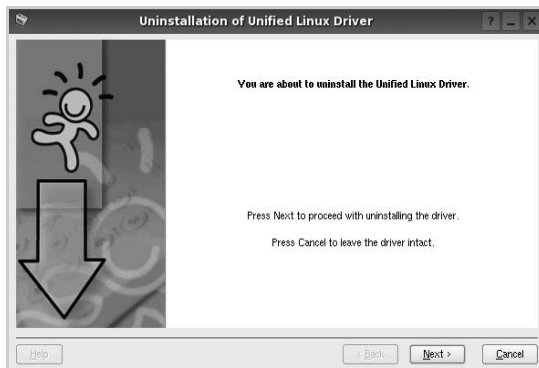 Uninstallation of Unified Linux Driver
You are about to uninstall the Unified Linux Driver.
Press Next to proceed with uninstalling the driver.
Press Cancel to leave the driver intact.
Help
< Back
Next >
Cancel